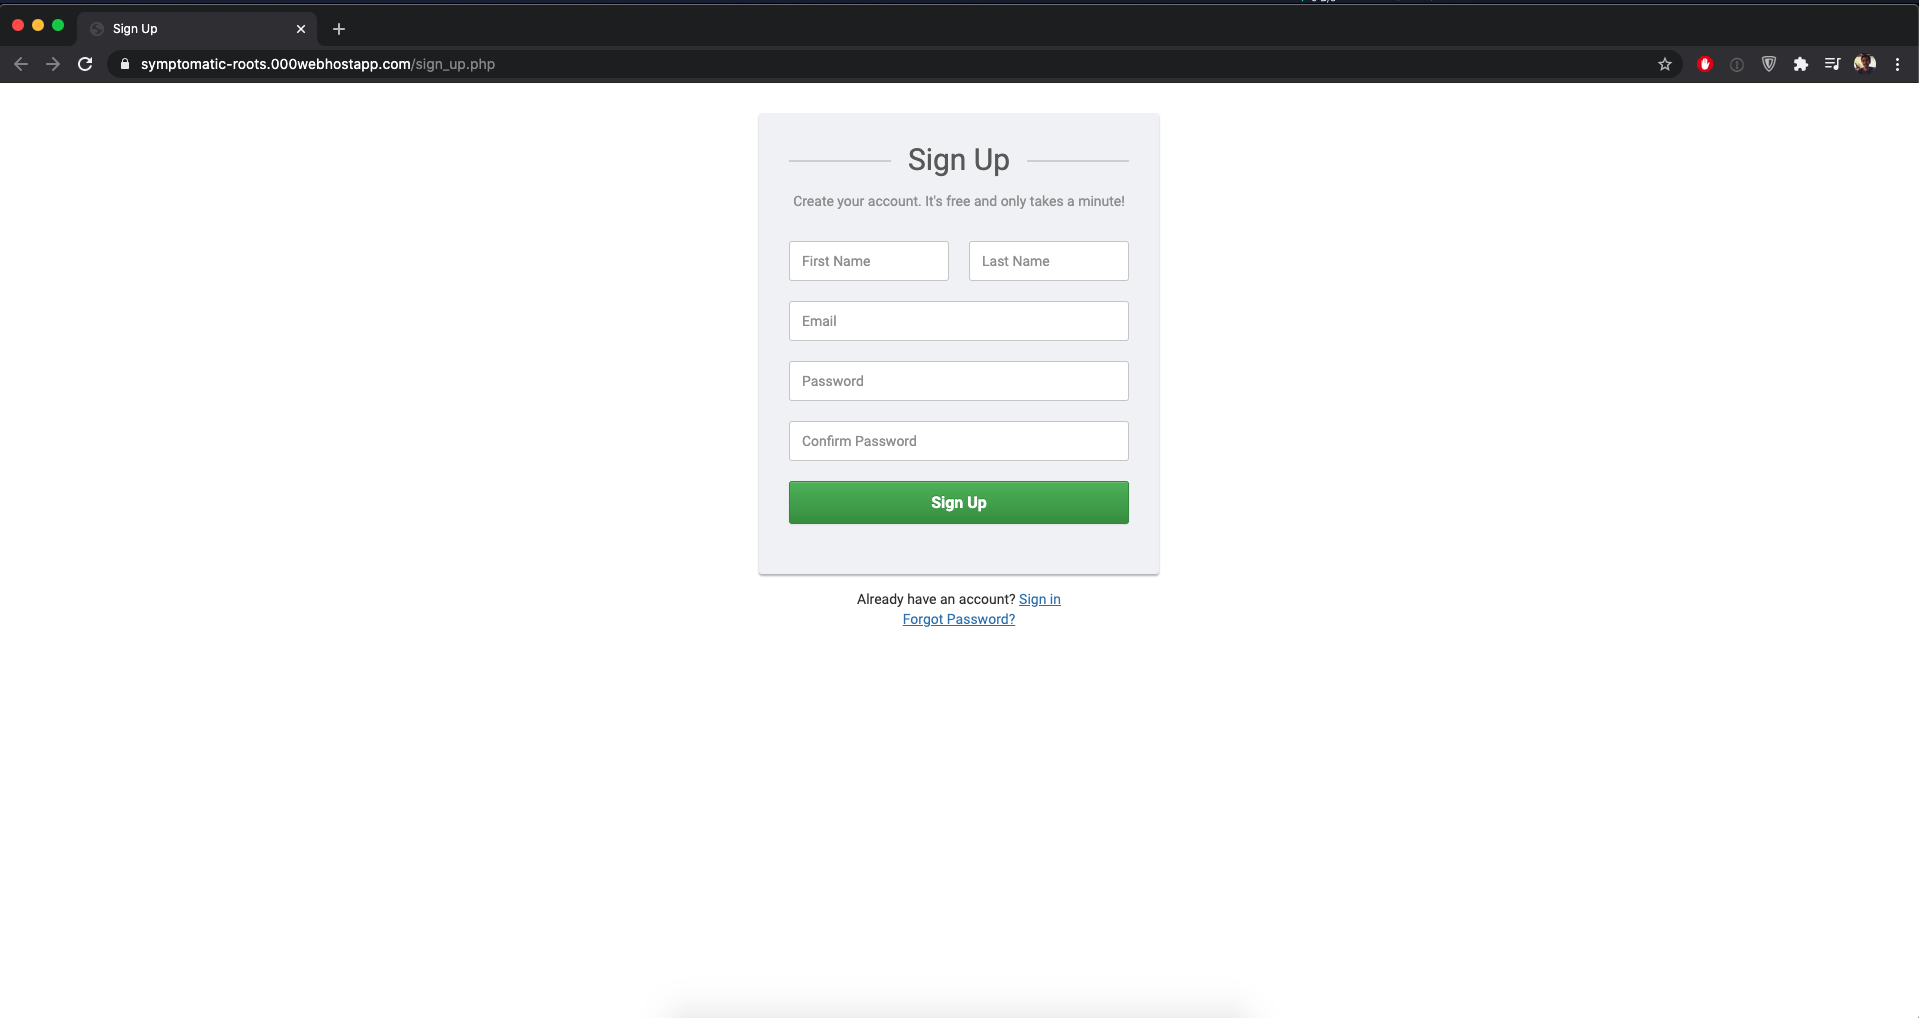 Sign Up
symptomatic-roots.000webhostapp.com/sign_up.php
Sign Up
Create your account. It's free and only takes a minute!
First Name Last Name
Email
Password
Confirm Password
Sign Up
Already have an account? Sign in
Forgot Password?